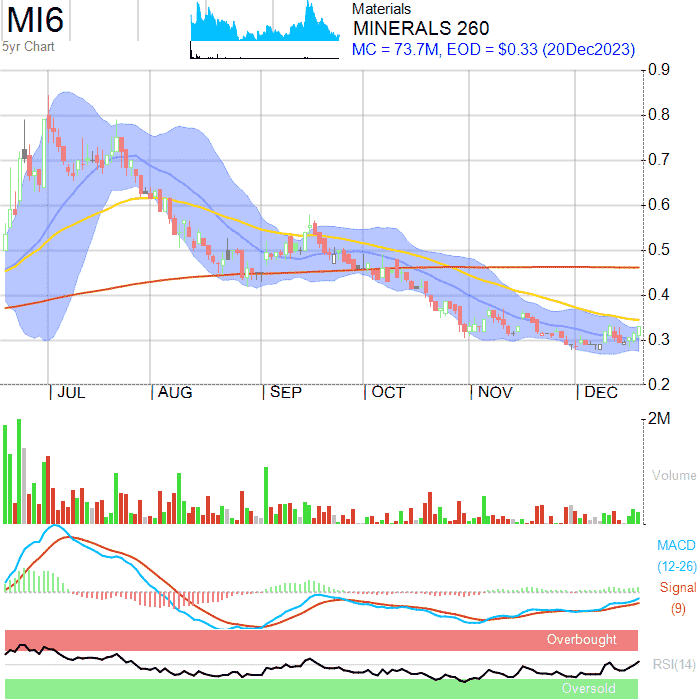 MI6
5yr Chart
Materials
MINERALS 260
MC = 73.7M, EOD = $0.33 (20Dec2023)
0.9
0.8
0.7
0.6
0.5
0.4
0.3
0.2
JUL AUG SEP OCT NOV DEC
2M
Volume
MACD
(12-26)
Signal
(9)
Overbought
RSI(14)
Oversold